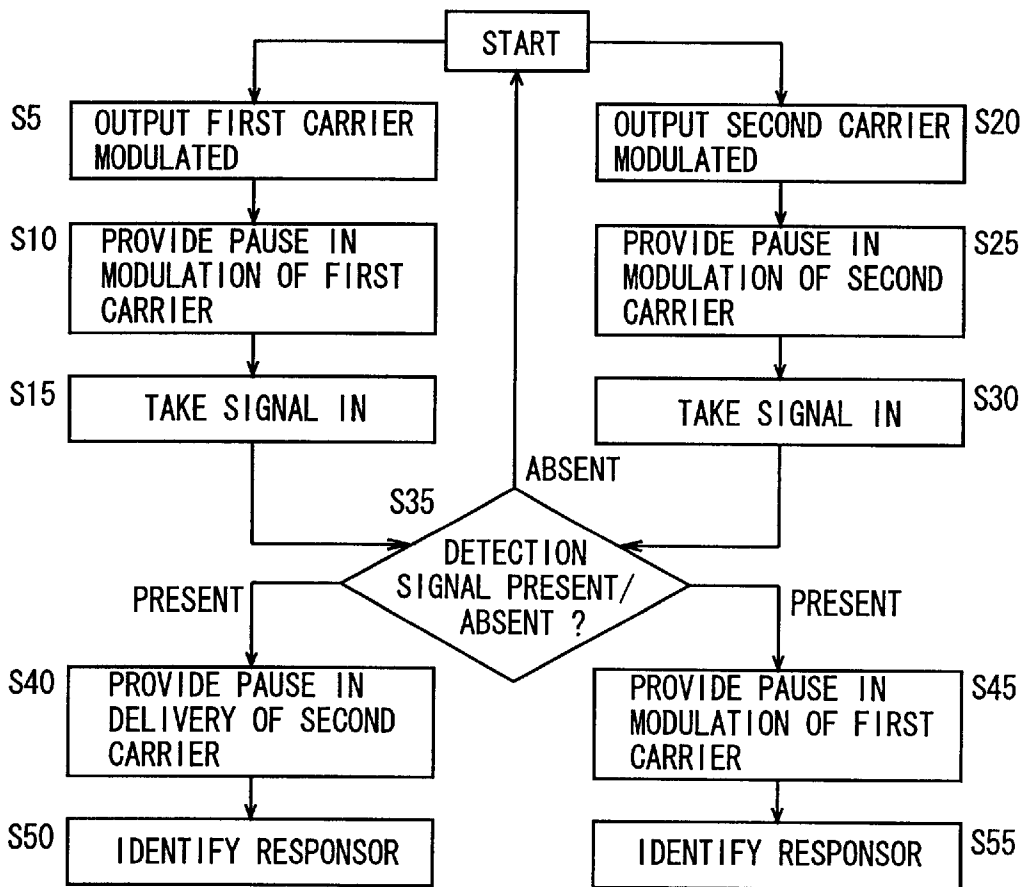 START
S5
OUTPUT FIRST CARRIER
MODULATED
OUTPUT SECOND CARRIER
MODULATED
S20
S10
PROVIDE PAUSE IN
MODULATION OF FIRST
CARRIER
PROVIDE PAUSE IN
MODULATION OF SECOND
CARRIER
S25
S15
TAKE SIGNAL IN
TAKE SIGNAL IN
S30
ABSENT
S35
DETECTION
SIGNAL PRESENT/
ABSENT ?
PRESENT
PRESENT
S40
PROVIDE PAUSE IN
DELIVERY OF SECOND
CARRIER
PROVIDE PAUSE IN
MODULATION OF FIRST
CARRIER
S45
S50
IDENTIFY RESPONSOR
IDENTIFY RESPONSOR
S55